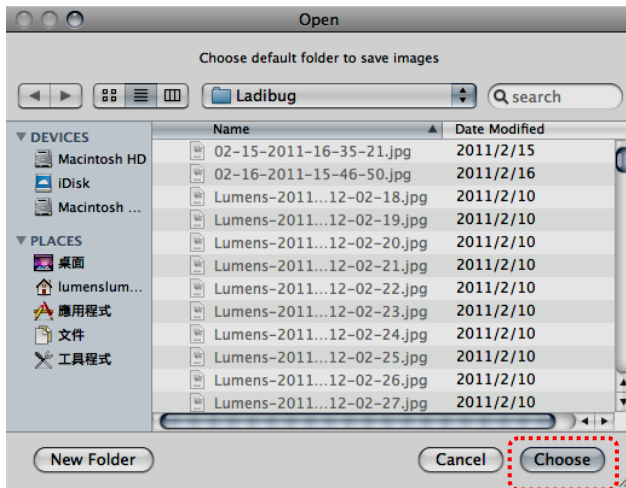 Open
Choose default folder to save images
Ladibug
search
Name Date Modified
DEVICES
Macintosh HD
iDisk
Macintosh ...
PLACES
桌面
lumenslum...
應用程式
文件
工具程式
02-15-2011-16-35-21.jpg 2011/2/15
02-16-2011-15-46-50.jpg 2011/2/16
Lumens-2011...12-02-18.jpg 2011/2/10
Lumens-2011...12-02-19.jpg 2011/2/10
Lumens-2011...12-02-20.jpg 2011/2/10
Lumens-2011...12-02-21.jpg 2011/2/10
Lumens-2011...12-02-22.jpg 2011/2/10
Lumens-2011...12-02-23.jpg 2011/2/10
Lumens-2011...12-02-24.jpg 2011/2/10
Lumens-2011...12-02-25.jpg 2011/2/10
Lumens-2011...12-02-26.jpg 2011/2/10
Lumens-2011...12-02-27.jpg 2011/2/10
New Folder Cancel Choose